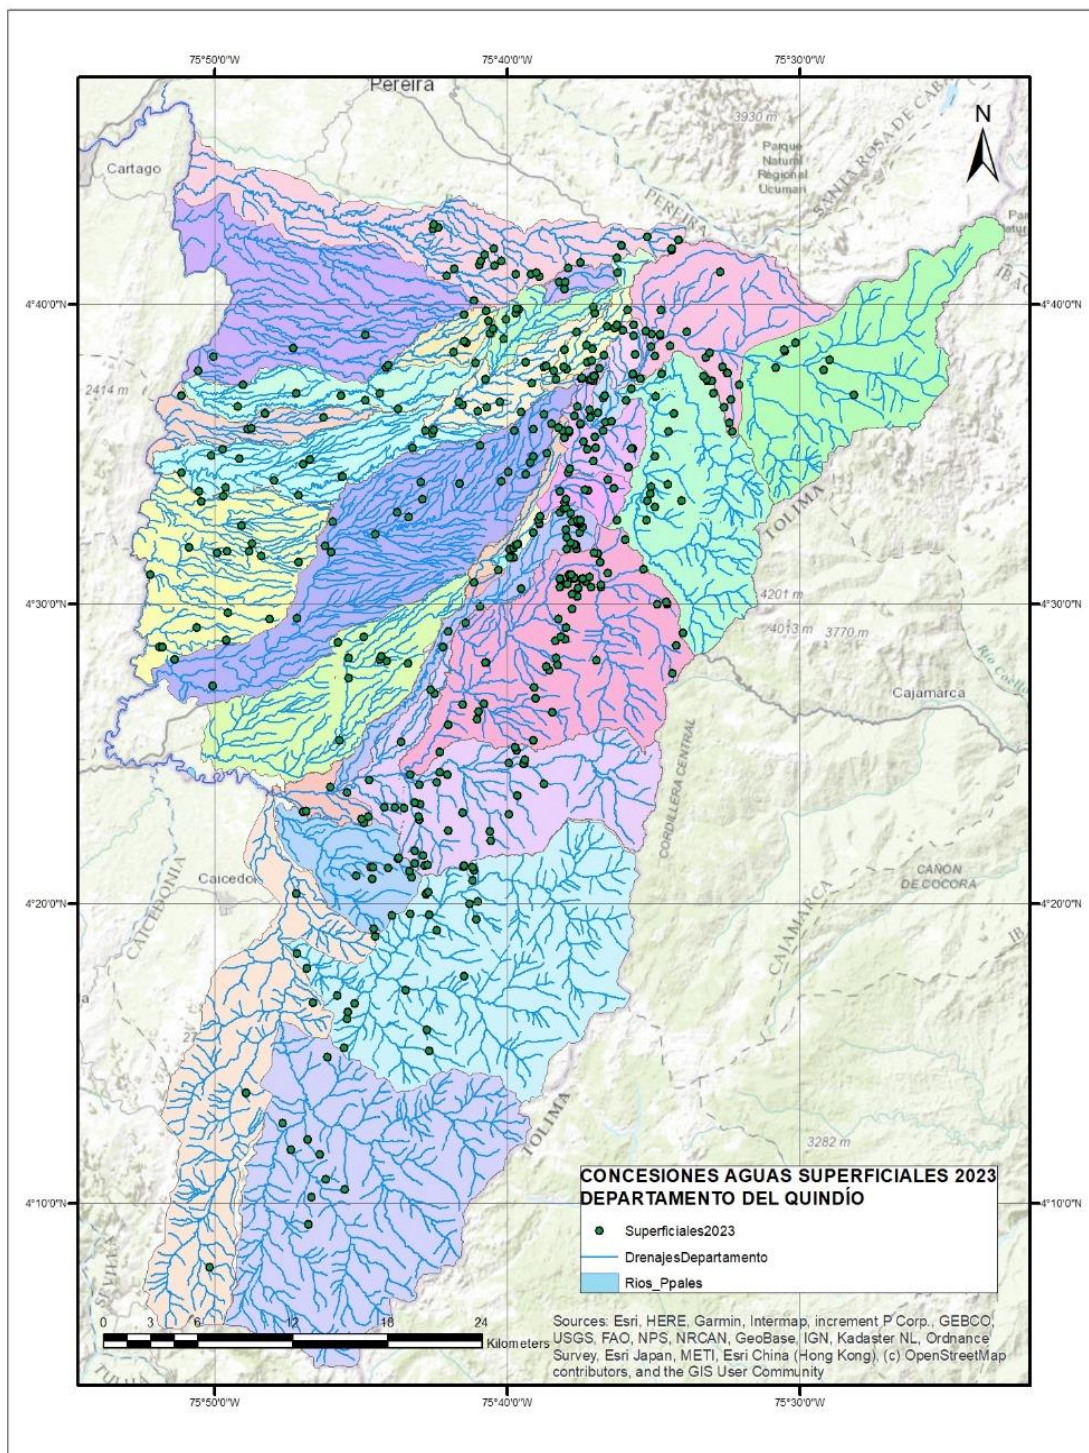 75°50'0"W 75°40'0"W 75°30'0"W
Pereira
N
3930 m
SANTA ROSA DE CAB
Parque
Natural
Regional
Ucumari
Cartago
PEREIRA
4°40'0"N 4°40'0"N
2414 m
TOLIMA
4°30'0"N 4°30'0"N
4201 m
4013 m 3770 m
Río Coello
Cajamarca
CORDILLERA CENTRAL
CAICEDONIA
Caicedo
CAÑON
DE COCORA
4°20'0"N 4°20'0"N
CAJAMARCA
IB
TOLIMA
3282 m
CONCESIONES AGUAS SUPERFICIALES 2023
DEPARTAMENTO DEL QUINDÍO
4°10'0"N 4°10'0"N
Superficiales2023
DrenajesDepartamento
Rios_Ppales
SEVILLA
0 3 6 12 18 24
Kilometers
Sources: Esri, HERE, Garmin, Intermap, increment P Corp., GEBCO,
USGS, FAO, NPS, NRCAN, GeoBase, IGN, Kadaster NL, Ordnance
Survey, Esri Japan, METI, Esri China (Hong Kong), (c) OpenStreetMap
contributors, and the GIS User Community
75°50'0"W 75°40'0"W 75°30'0"W